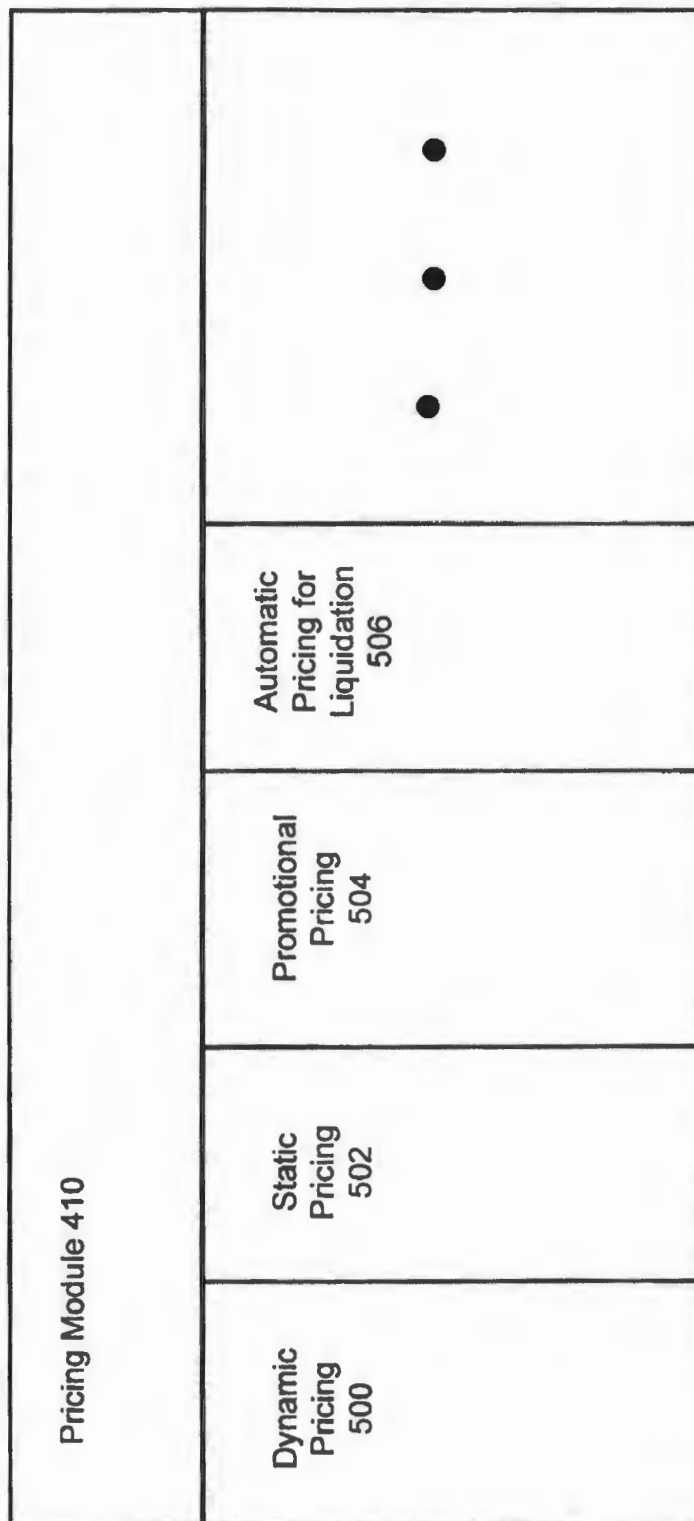 Pricing Module 410
Dynamic
Pricing
500
Static
Pricing
502
Promotional
Pricing
504
Automatic
Pricing for
Liquidation
506